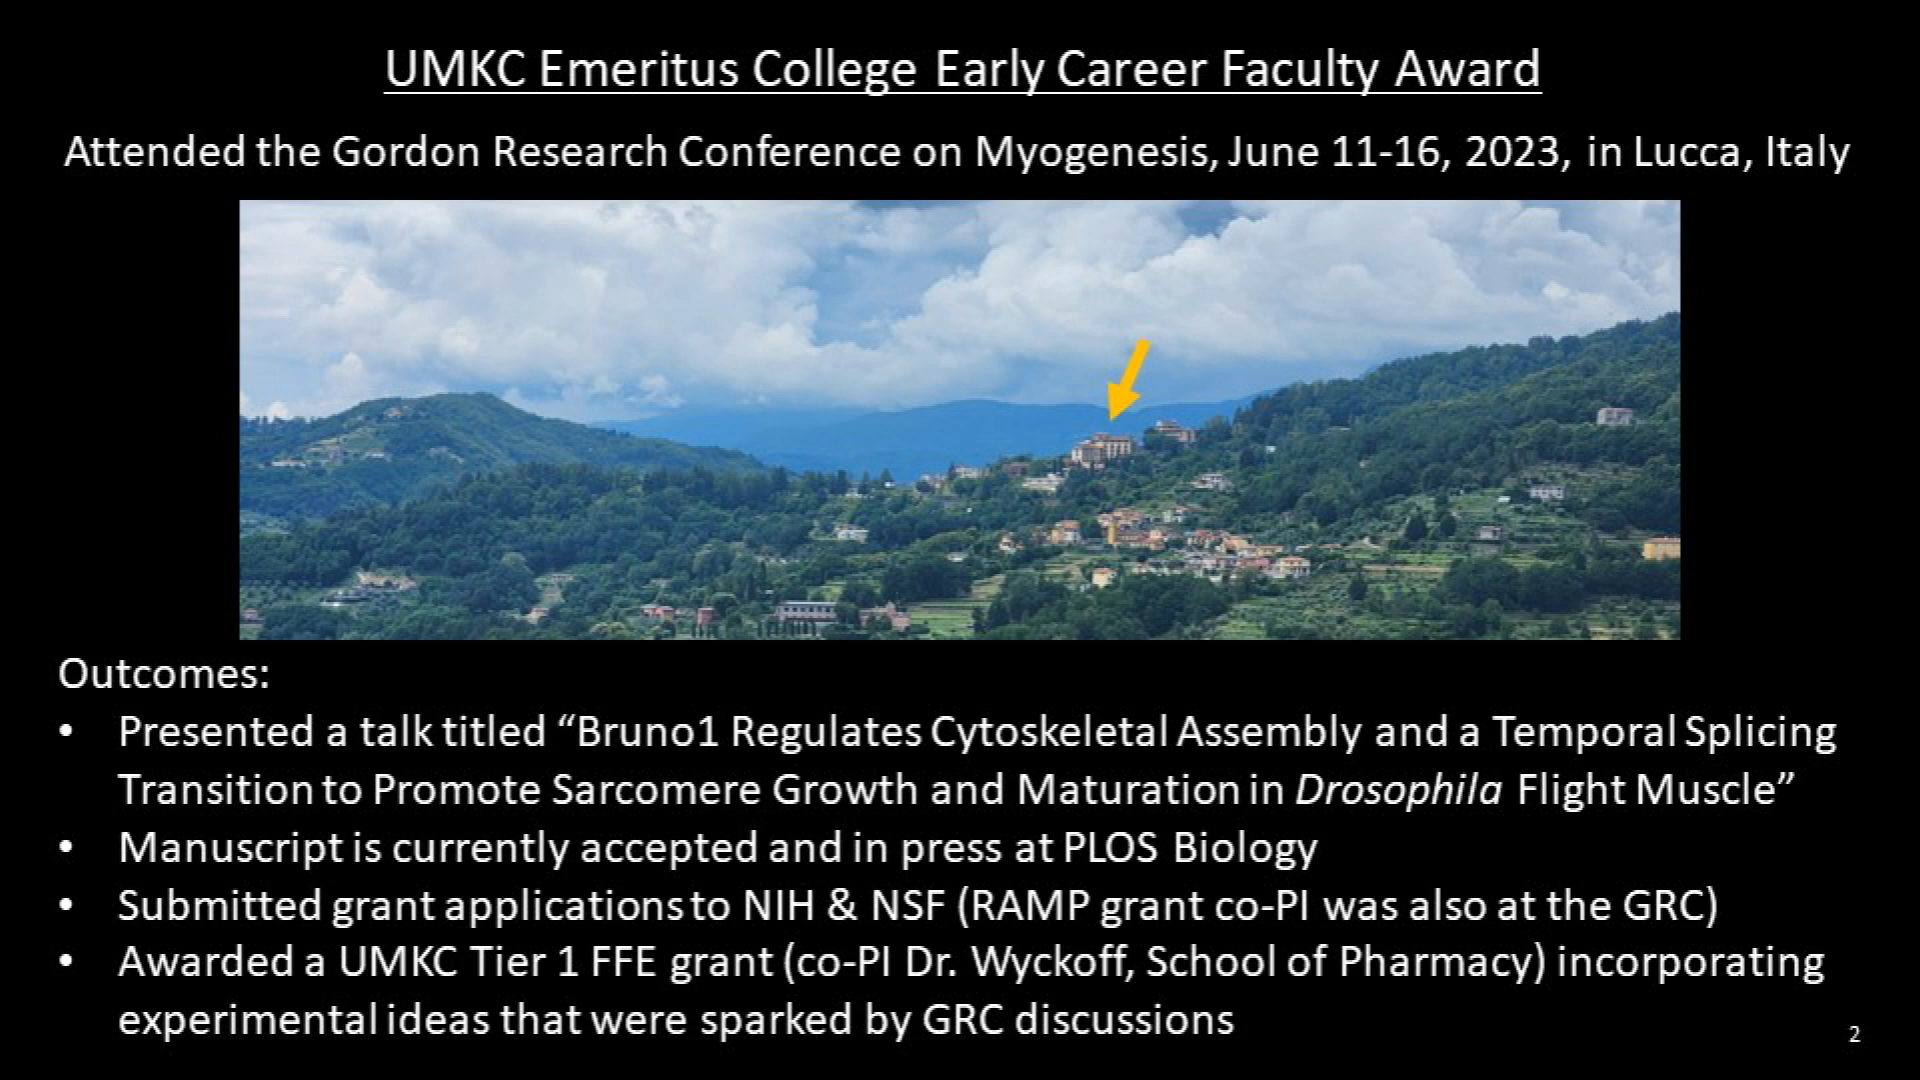 UMKC Emeritus College Early Career Faculty Award
Attended the Gordon Research Conference on Myogenesis, June 11-16, 2023, in Lucca, Italy
Outcomes:
• Presented a talk titled “Bruno1 Regulates Cytoskeletal Assembly and a Temporal Splicing
Transition to Promote Sarcomere Growth and Maturation in Drosophila Flight Muscle”
• Manuscript is currently accepted and in press at PLOS Biology
• Submitted grant applications to NIH & NSF (RAMP grant co-PI was also at the GRC)
• Awarded a UMKC Tier 1 FFE grant (co-PI Dr. Wyckoff, School of Pharmacy) incorporating
experimental ideas that were sparked by GRC discussions
2